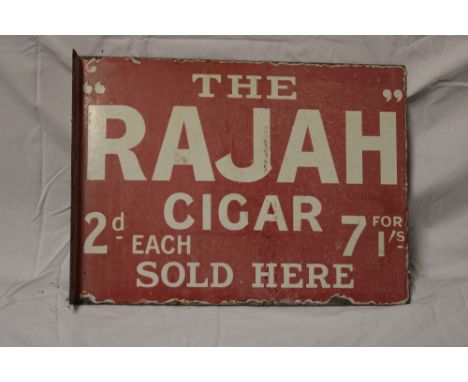 THE
"RAJAH"
CIGAR
2d EACH 7 FOR 1/'s
SOLD HERE